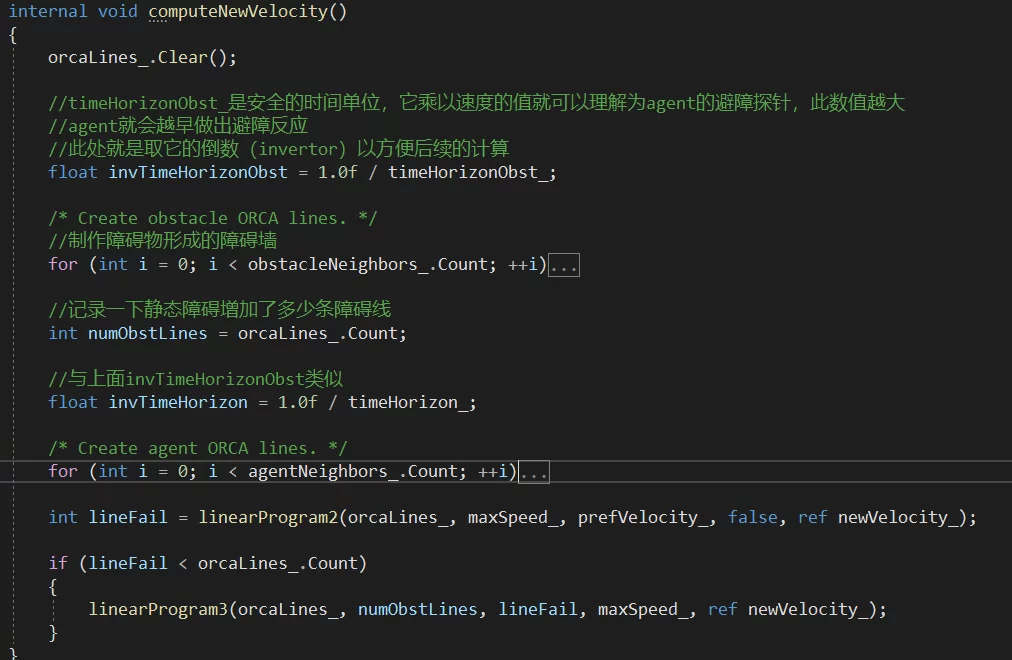 internal void computeNewVelocity()
{
orcaLines_.Clear();
//timeHorizonObst_是安全的时间单位，它乘以速度的值就可以理解为agent的避障探针，此数值越大
//agent就会越早做出避障反应
//此处就是取它的倒数（invertor）以方便后续的计算
float invTimeHorizonObst = 1.0f / timeHorizonObst_;
/* Create obstacle ORCA lines. */
//制作障碍物形成的障碍墙
for (int i = 0; i < obstacleNeighbors_.Count; ++i)...
//记录一下静态障碍增加了多少条障碍线
int numObstLines = orcaLines_.Count;
//与上面invTimeHorizonObst类似
float invTimeHorizon = 1.0f / timeHorizon_;
/* Create agent ORCA lines. */
for (int i = 0; i < agentNeighbors_.Count; ++i)...
int lineFail = linearProgram2(orcaLines_, maxSpeed_, prefVelocity_, false, ref newVelocity_);
if (lineFail < orcaLines_.Count)
{
linearProgram3(orcaLines_, numObstLines, lineFail, maxSpeed_, ref newVelocity_);
}
}